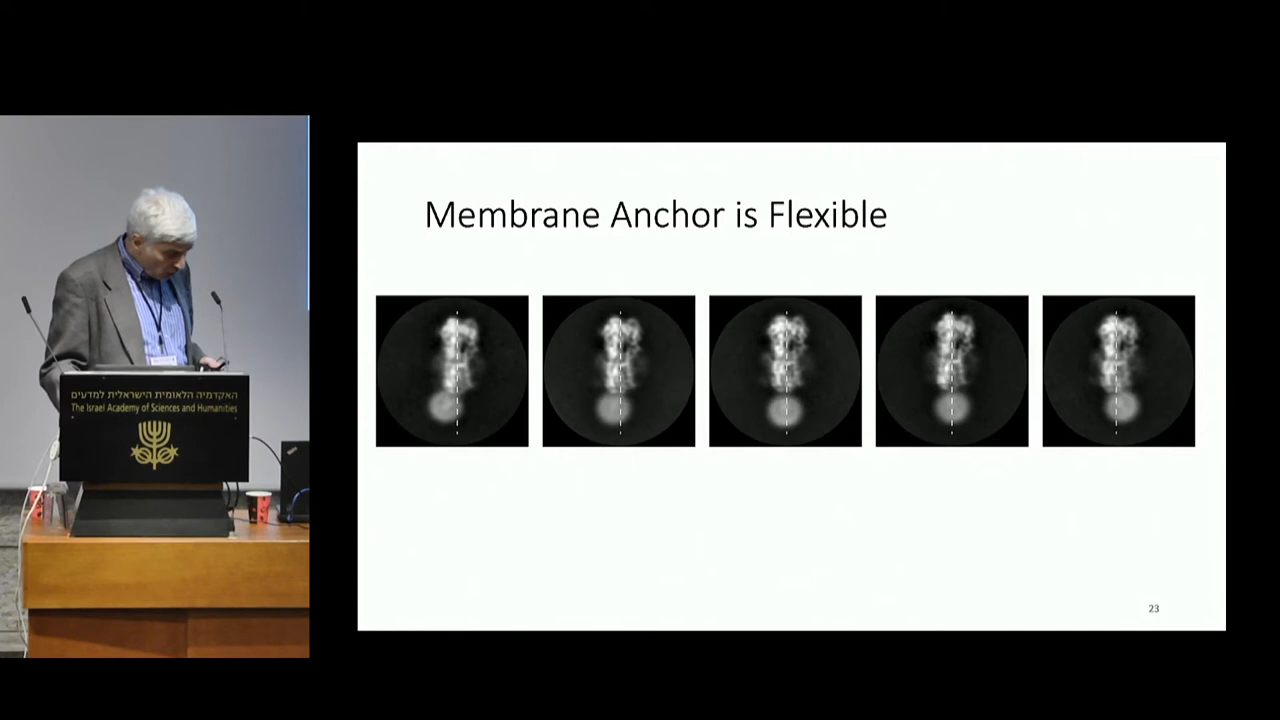 Membrane Anchor is Flexible
האקדמיה הלאומית הישראלית למדעים
The Israel Academy of Sciences and Humanities
23